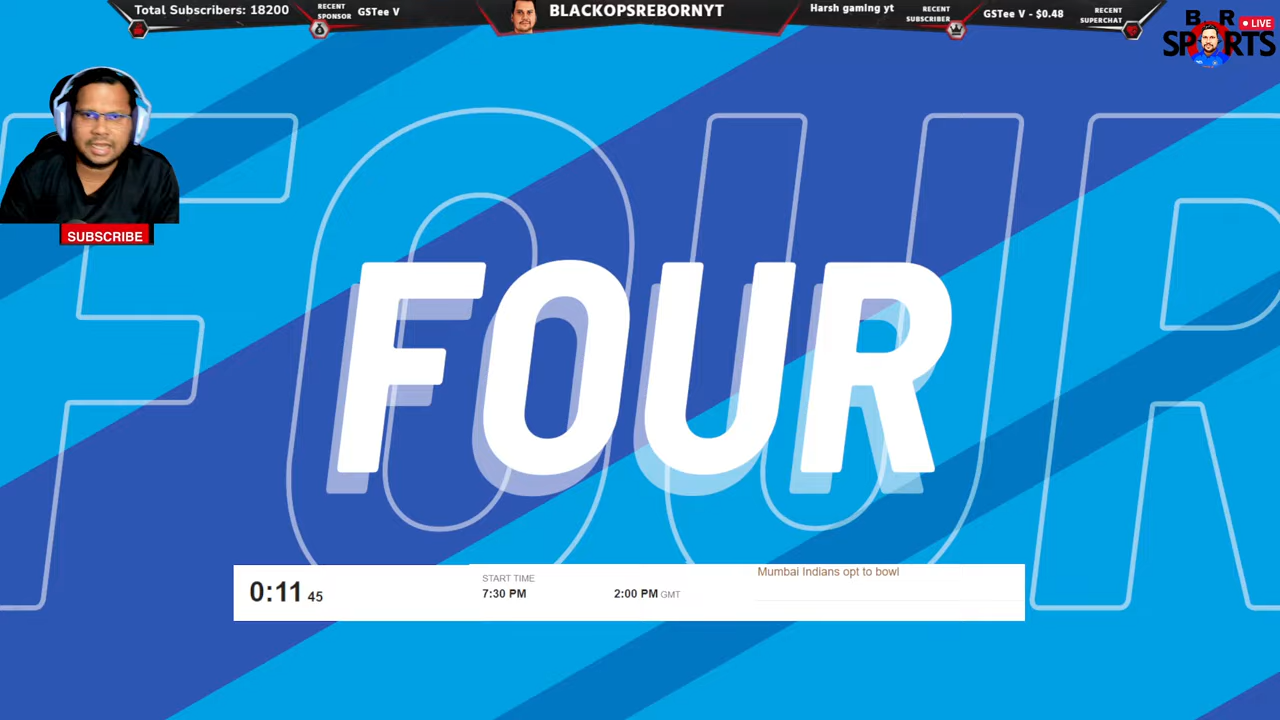 Total Subscribers: 18200
RECENT
SPONSOR
GSTee V
BLACKOPSREBORNYT
Harsh gaming yt
RECENT
SUBSCRIBER
GSTee V - $0.48
RECENT
SUPERCHAT
B R
SPORTS
LIVE
SUBSCRIBE
FOUR
FOUR
0:11 45
START TIME
7:30 PM
2:00 PM GMT
Mumbai Indians opt to bowl